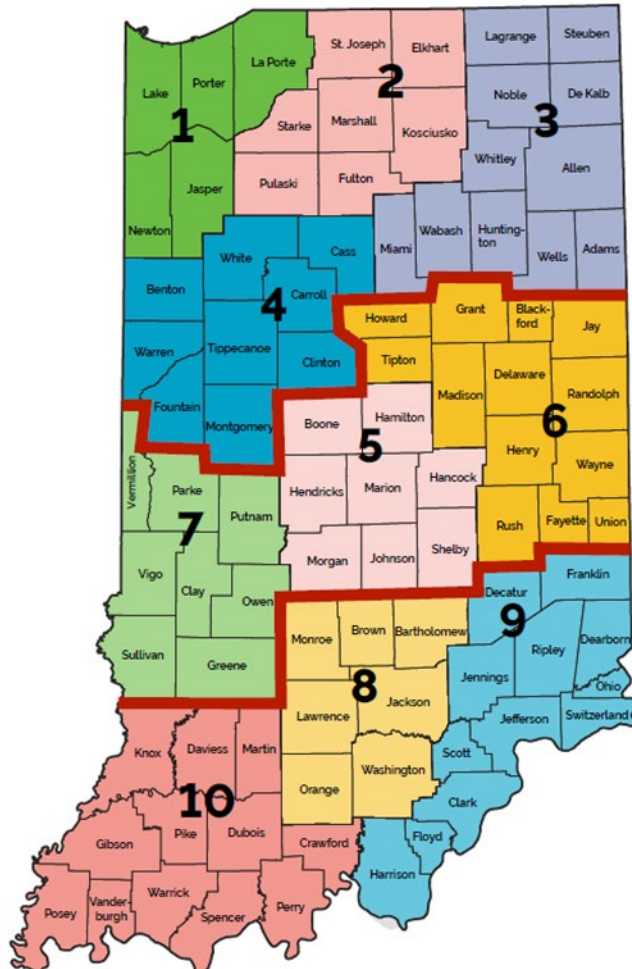 Lake
Porter
La Porte
1
Newton
Jasper
St. Joseph
Elkhart
2
Starke
Marshall
Kosciusko
Pulaski
Fulton
Lagrange
Steuben
Noble
De Kalb
3
Whitley
Allen
Miami
Wabash
Hunting-
ton
Wells
Adams
White
Cass
Benton
Carroll
4
Warren
Tippecanoe
Clinton
Fountain
Montgomery
Howard
Tipton
Grant
Black-
ford
Jay
Madison
Delaware
Randolph
6
Henry
Wayne
Rush
Fayette
Union
Boone
Hamilton
5
Hendricks
Marion
Hancock
Morgan
Johnson
Shelby
Vermillion
Parke
Putnam
7
Vigo
Clay
Owen
Sullivan
Greene
Monroe
Brown
Bartholomew
8
Lawrence
Jackson
Orange
Washington
Decatur
Franklin
9
Jennings
Ripley
Dearborn
Ohio
Jefferson
Switzerland
Scott
Clark
Floyd
Harrison
Knox
Daviess
Martin
10
Gibson
Pike
Dubois
Crawford
Posey
Vander-
burgh
Warrick
Spencer
Perry